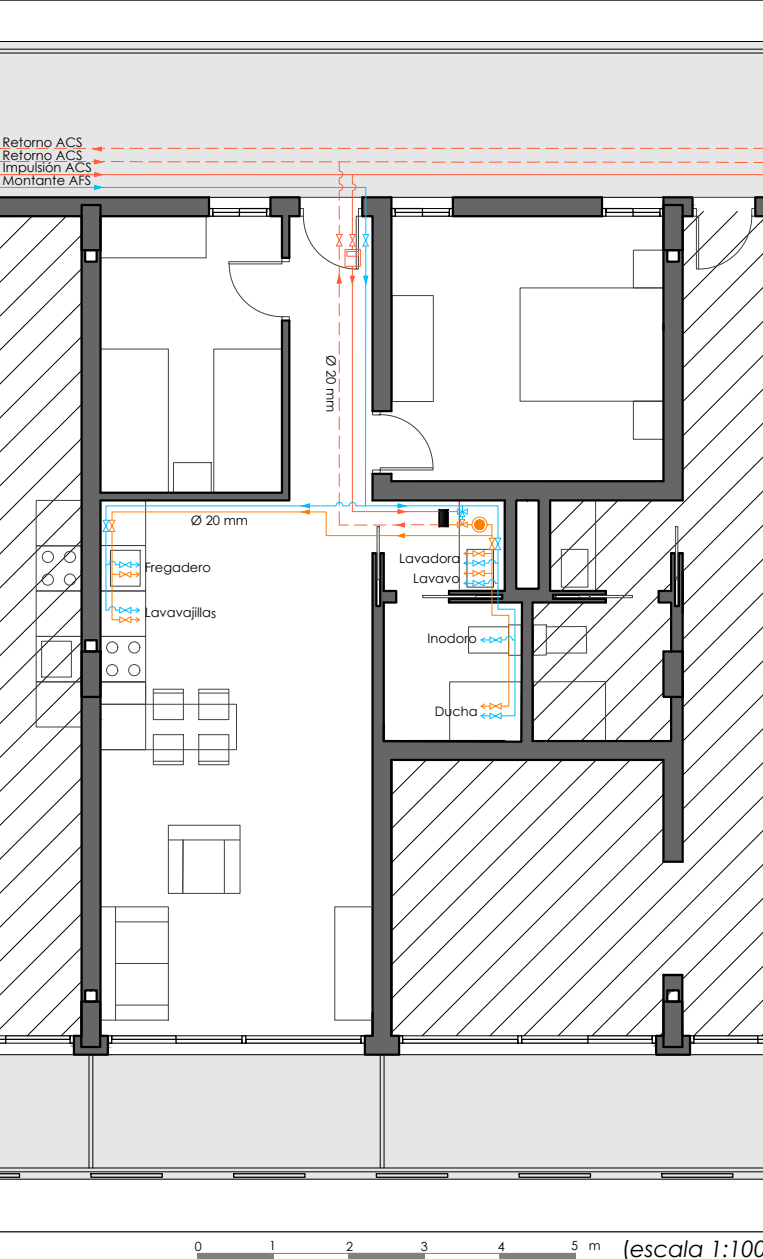 Retorno ACS
Retorno ACS
Impulsión ACS
Montante AFS
Ø 20 mm
Ø 20 mm
Fregadero
Lavadora
Lavavo
Lavavajillas
Inodoro
Ducha
0 1 2 3 4 5 m (escala 1:100